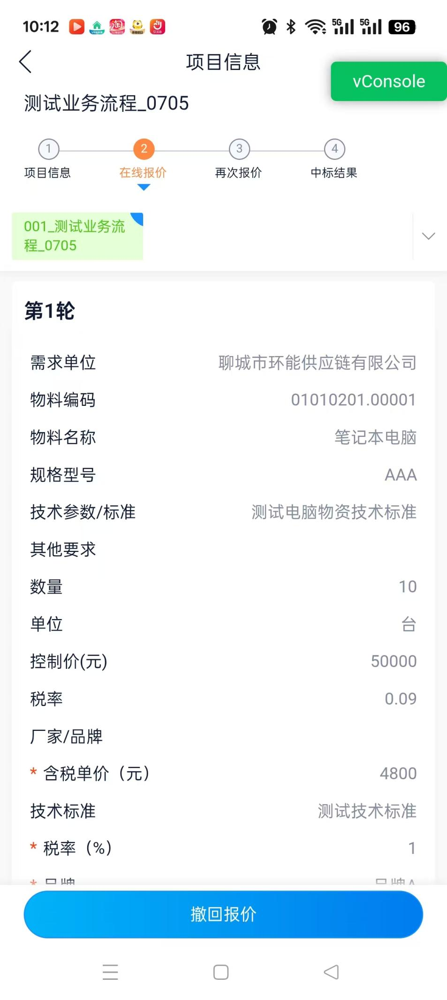 10:12
5G
5G
96
项目信息
vConsole
测试业务流程_0705
1
2
3
4
项目信息
在线报价
再次报价
中标结果
001_测试业务流
程_0705
第1轮
需求单位 聊城市环能供应链有限公司
物料编码 01010201.00001
物料名称 笔记本电脑
规格型号 AAA
技术参数/标准 测试电脑物资技术标准
其他要求
数量 10
单位 台
控制价(元) 50000
税率 0.09
厂家/品牌
* 含税单价（元） 4800
技术标准 测试技术标准
* 税率（%） 1
* 品牌 品牌A
撤回报价